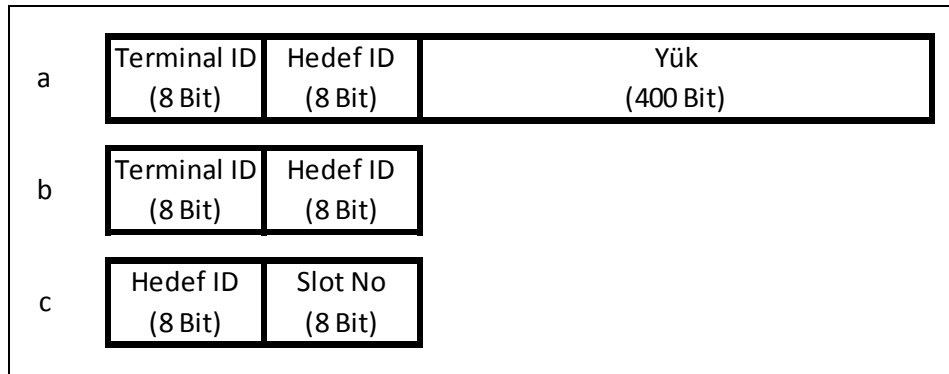 a
Terminal ID Hedef ID Yük
(8 Bit) (8 Bit) (400 Bit)
b
Terminal ID Hedef ID
(8 Bit) (8 Bit)
c
Hedef ID Slot No
(8 Bit) (8 Bit)